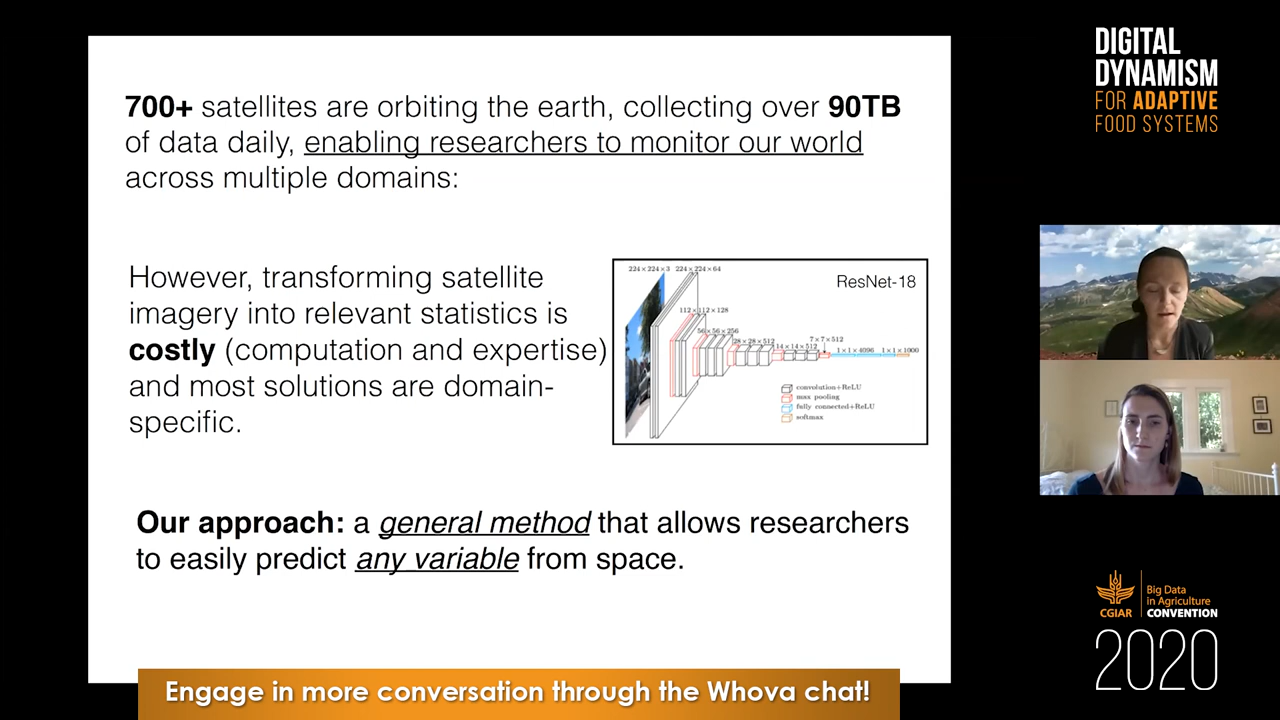 700+ satellites are orbiting the earth, collecting over 90TB
of data daily, enabling researchers to monitor our world
across multiple domains:
However, transforming satellite
imagery into relevant statistics is
costly (computation and expertise)
and most solutions are domain-
specific.
224×224×3 224×224×64
ResNet-18
112×112×128
56×56×256
28×28×512
14×14×512
7×7×512
1×1×4096 1×1×1000
convolution+ReLU
max pooling
fully connected+ReLU
softmax
Our approach: a general method that allows researchers
to easily predict any variable from space.
Engage in more conversation through the Whova chat!
DIGITAL
DYNAMISM
FOR ADAPTIVE
FOOD SYSTEMS
CGIAR
Big Data
in Agriculture
CONVENTION
2020